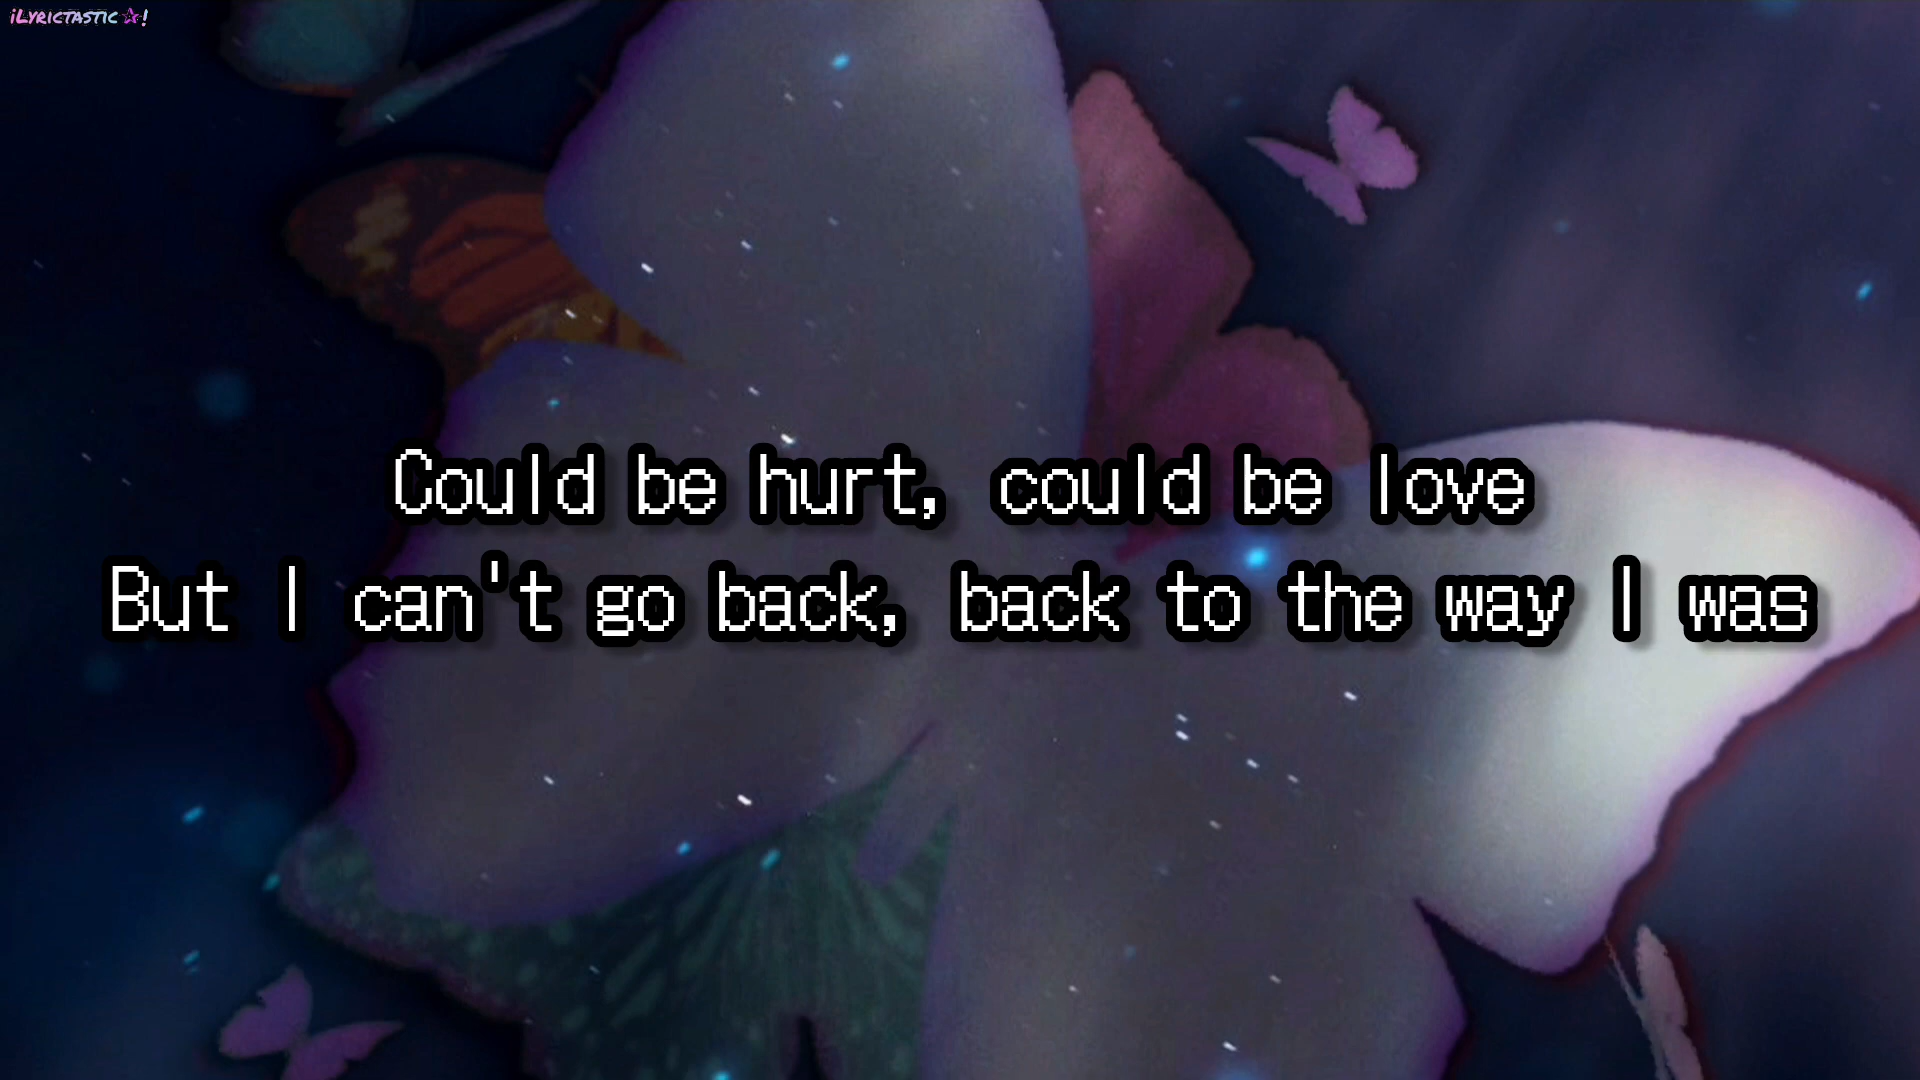 iLyrictastic☆!
Could be hurt, could be love
But I can't go back, back to the way I was